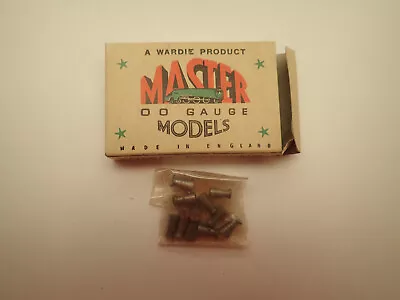 A WARDIE PRODUCT
MASTER
OO GAUGE
MODELS
MADE IN ENGLAND